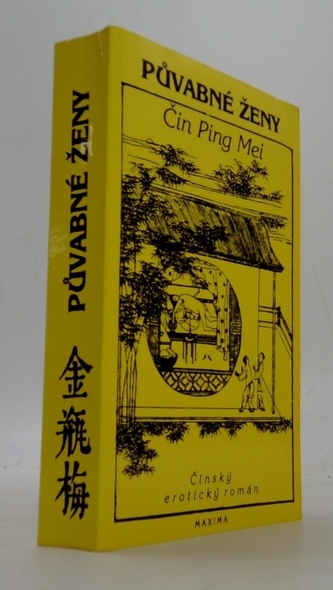 PŮVABNÉ ŽENY
金瓶梅
PŮVABNÉ ŽENY
Čin Ping Mei
Čínský
erotický román
MAXIMA